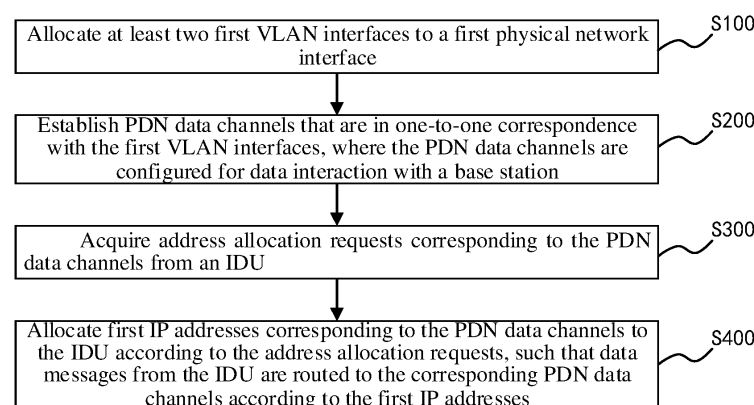 Allocate at least two first VLAN interfaces to a first physical network
interface
S100
Establish PDN data channels that are in one-to-one correspondence
with the first VLAN interfaces, where the PDN data channels are
configured for data interaction with a base station
S200
Acquire address allocation requests corresponding to the PDN
data channels from an IDU
S300
Allocate first IP addresses corresponding to the PDN data channels to
the IDU according to the address allocation requests, such that data
messages from the IDU are routed to the corresponding PDN data
channels according to the first IP addresses
S400